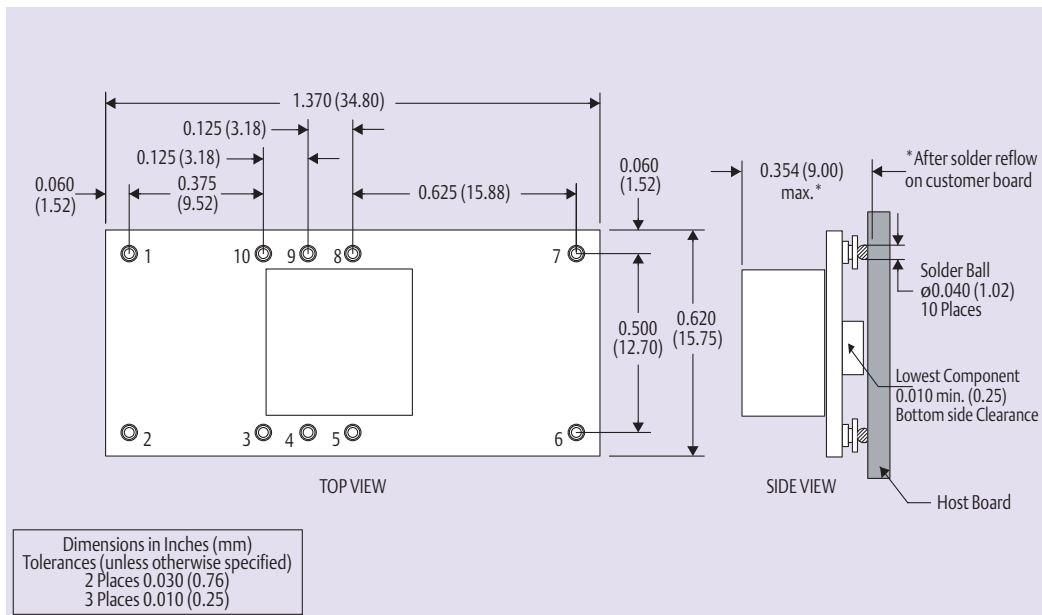 1.370 (34.80)
0.125 (3.18)
0.125 (3.18)
0.060
(1.52)
0.375
(9.52)
0.625 (15.88)
0.060
(1.52)
1
10
9
8
7
0.500
(12.70)
0.620
(15.75)
2
3
4
5
6
TOP VIEW
0.354 (9.00)
max.*
* After solder reflow
on customer board
Solder Ball
ø0.040 (1.02)
10 Places
Lowest Component
0.010 min. (0.25)
Bottom side Clearance
SIDE VIEW
Host Board
Dimensions in Inches (mm)
Tolerances (unless otherwise specified)
2 Places 0.030 (0.76)
3 Places 0.010 (0.25)